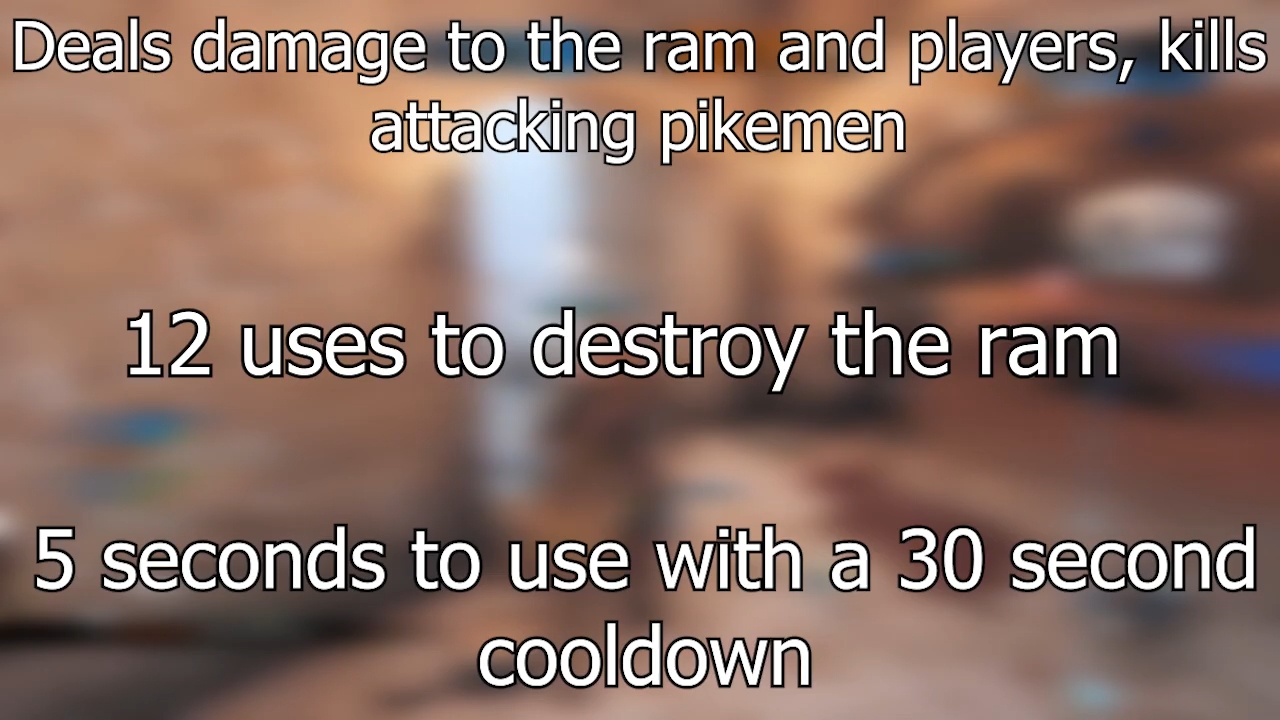 Deals damage to the ram and players, kills
attacking pikemen
12 uses to destroy the ram
5 seconds to use with a 30 second
cooldown